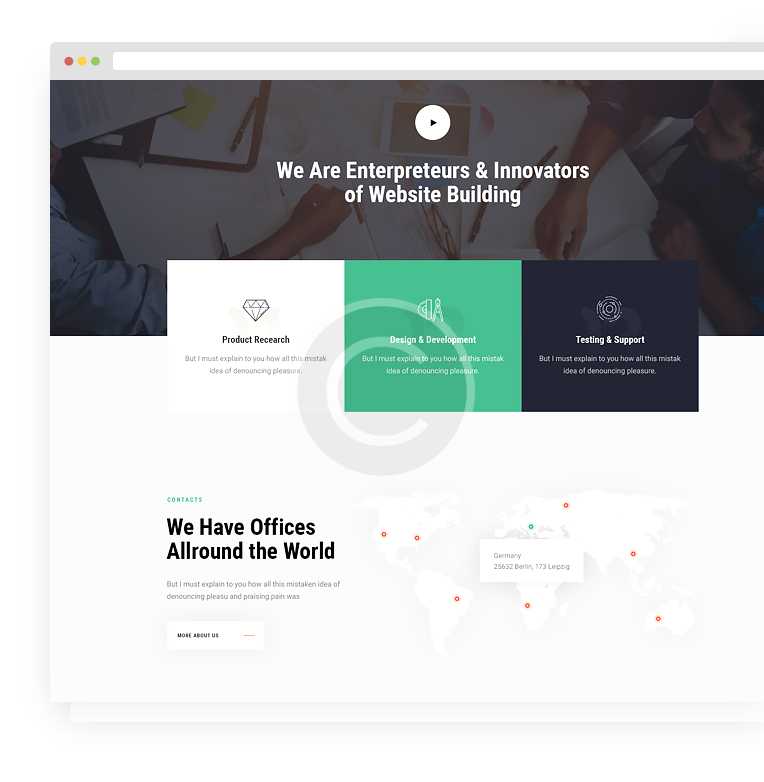 We Are Enterpreteurs & Innovators
of Website Building
Product Recearch
But I must explain to you how all this mistak
idea of denouncing pleasure.
Design & Development
But I must explain to you how all this mistak
idea of denouncing pleasure.
Testing & Support
But I must explain to you how all this mistak
idea of denouncing pleasure.
CONTACTS
We Have Offices
Allround the World
But I must explain to you how all this mistaken idea of
denouncing pleasu and praising pain was
MORE ABOUT US
Germany
25632 Berlin, 173 Leipzig